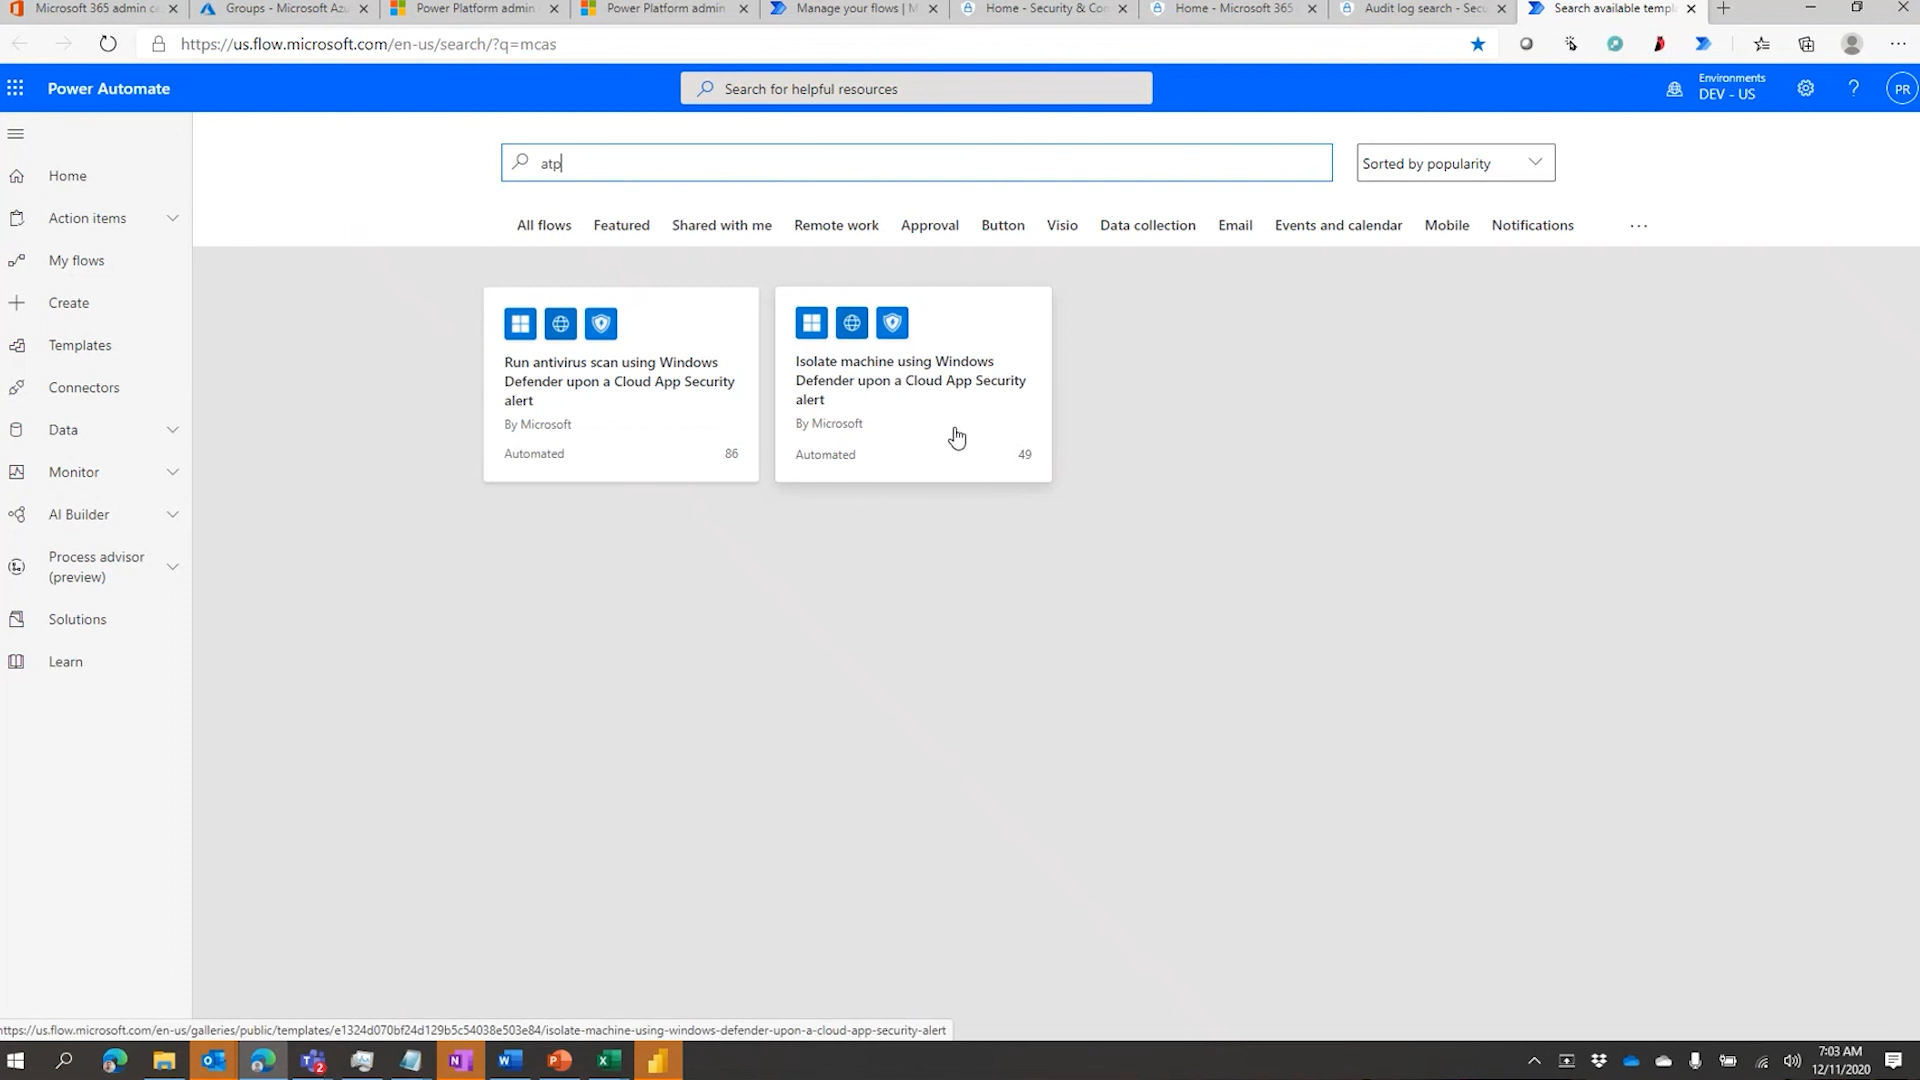 Microsoft 365 admin ce
Groups - Microsoft Az
Power Platform admin
Power Platform admin
Manage your flows | M
Home - Security & Co
Home - Microsoft 365
Audit log search - Secu
Search available templ
https://us.flow.microsoft.com/en-us/search/?q=mcas
Power Automate
Search for helpful resources
Environments
DEV - US
?
PR
atp
Sorted by popularity
Home
Action items
My flows
Create
Templates
Connectors
Data
Monitor
AI Builder
Process advisor
(preview)
Solutions
Learn
All flows
Featured
Shared with me
Remote work
Approval
Button
Visio
Data collection
Email
Events and calendar
Mobile
Notifications
...
Run antivirus scan using Windows
Defender upon a Cloud App Security
alert
By Microsoft
Automated
86
Isolate machine using Windows
Defender upon a Cloud App Security
alert
By Microsoft
Automated
49
https://us.flow.microsoft.com/en-us/galleries/public/templates/e1324d070bf24d129b5c54038e503e84/isolate-machine-using-windows-defender-upon-a-cloud-app-security-alert
7:03 AM
12/11/2020